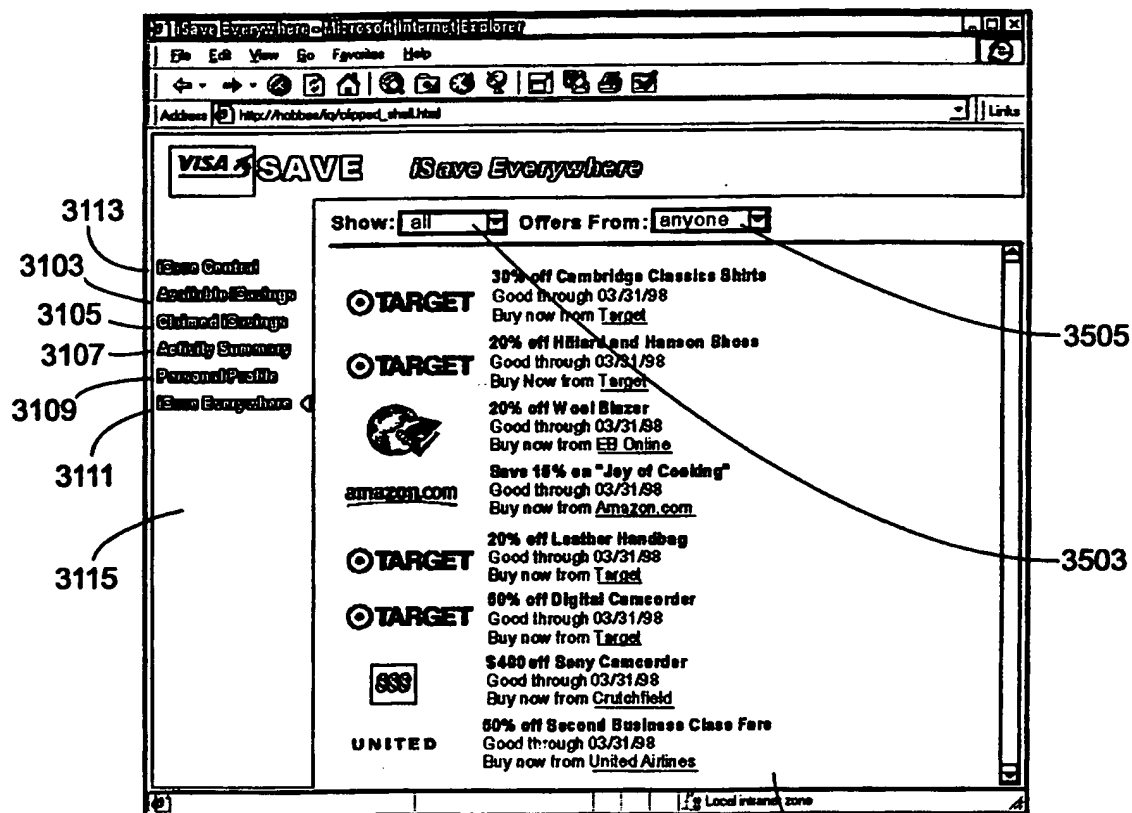 iSave Everywhere - Microsoft Internet Explorer
File Edit View Go Favorites Help
Address http://hobbes/iq/clipped_shell.html Links
VISA SAVE iSave Everywhere
Show: all Offers From: anyone
3113
3103
3105
3107
3109
3111
3115
iSave Central
Available iSavings
Claimed iSavings
Activity Summary
Personal Profile
iSave Everywhere
TARGET
30% off Cambridge Classics Shirts
Good through 03/31/98
Buy now from Target
TARGET
20% off Hillard and Hanson Shoes
Good through 03/31/98
Buy Now from Target
20% off Wool Blazer
Good through 03/31/98
Buy now from EB Online
amazon.com
Save 15% on "Joy of Cooking"
Good through 03/31/98
Buy now from Amazon.com
TARGET
20% off Leather Handbag
Good through 03/31/98
Buy now from Target
TARGET
50% off Digital Camcorder
Good through 03/31/98
Buy now from Target
$400 off Sony Camcorder
Good through 03/31/98
Buy now from Crutchfield
UNITED
50% off Second Business Class Fare
Good through 03/31/98
Buy now from United Airlines
3505
3503
Local intranet zone